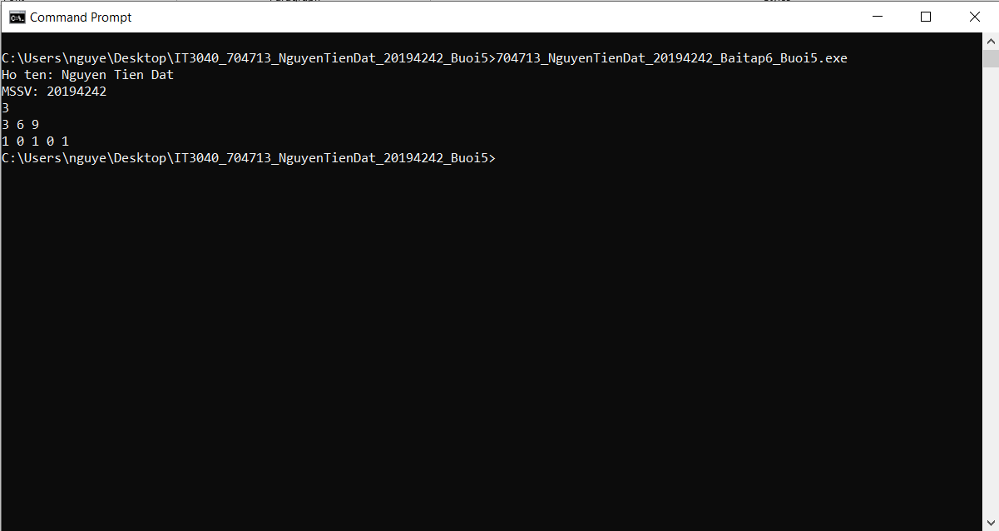 Command Prompt
C:\Users\nguye\Desktop\IT3040_704713_NguyenTienDat_20194242_Buoi5>704713_NguyenTienDat_20194242_Baitap6_Buoi5.exe
Ho ten: Nguyen Tien Dat
MSSV: 20194242
3
3 6 9
1 0 1 0 1
C:\Users\nguye\Desktop\IT3040_704713_NguyenTienDat_20194242_Buoi5>